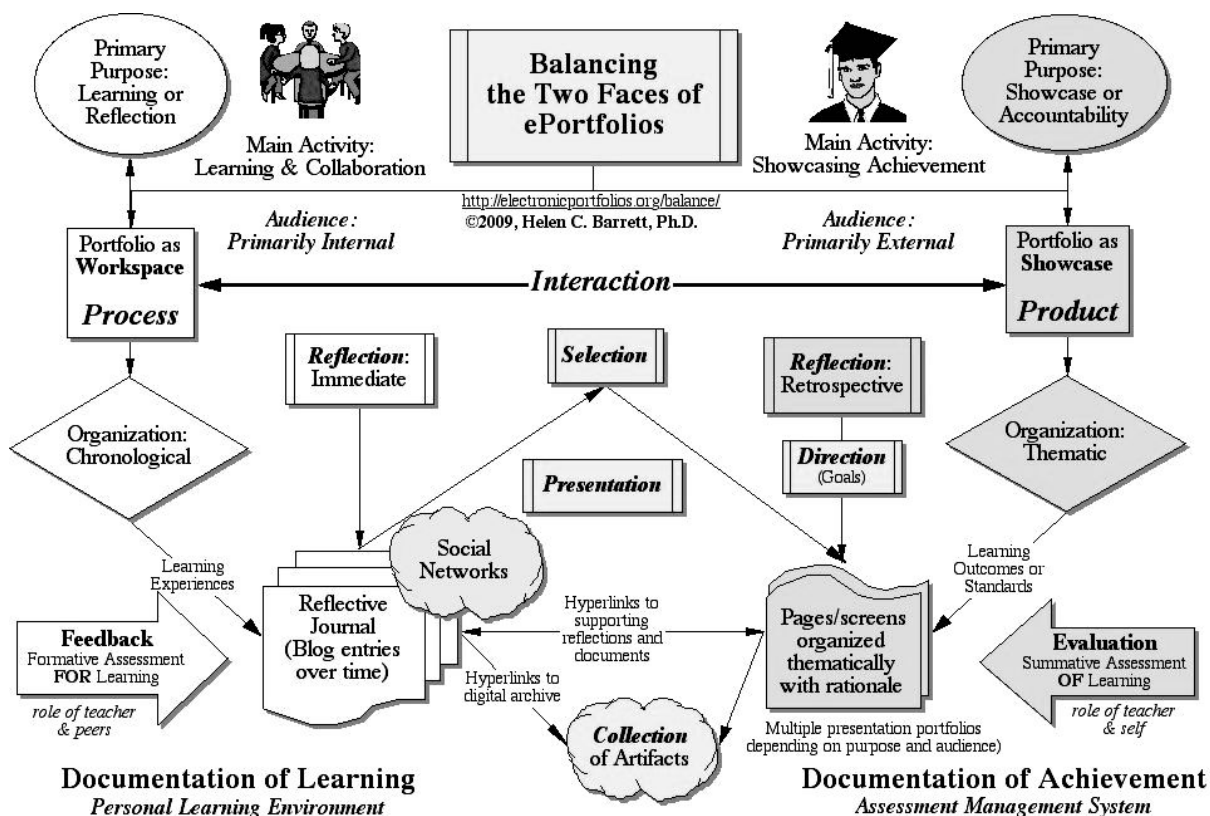 Primary
Purpose:
Learning or
Reflection
Main Activity:
Learning & Collaboration
Balancing
the Two Faces of
ePortfolios
Main Activity:
Showcasing Achievement
Primary
Purpose:
Showcase or
Accountability
http://electronicportfolios.org/balance/
©2009, Helen C. Barrett, Ph.D.
Audience:
Primarily Internal
Audience:
Primarily External
Portfolio as
Workspace
Process
Interaction
Portfolio as
Showcase
Product
Reflection:
Immediate
Selection
Reflection:
Retrospective
Organization:
Chronological
Presentation
Direction
(Goals)
Organization:
Thematic
Learning
Experiences
Social
Networks
Learning
Outcomes or
Standards
Feedback
Formative Assessment
FOR Learning
role of teacher
& peers
Reflective
Journal
(Blog entries
over time)
Hyperlinks to
supporting
reflections and
documents
Hyperlinks to
digital archive
Collection
of Artifacts
Pages/screens
organized
thematically
with rationale
Multiple presentation portfolios
depending on purpose and audience)
Evaluation
Summative Assessment
OF Learning
role of teacher
& self
Documentation of Learning
Personal Learning Environment
Documentation of Achievement
Assessment Management System